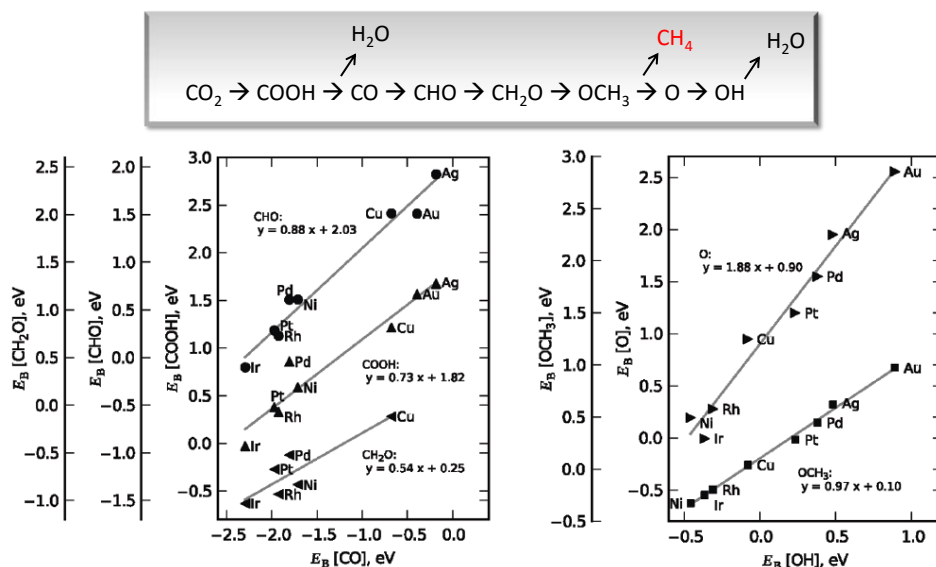 H₂O
CH₄
H₂O
CO₂ → COOH → CO → CHO → CH₂O → OCH₃ → O → OH
E_B [CH₂O], eV
2.5
2.0
1.5
1.0
0.5
0.0
−0.5
−1.0
E_B [CHO], eV
2.0
1.5
1.0
0.5
0.0
−0.5
−1.0
−1.5
E_B [COOH], eV
3.0
2.5
2.0
1.5
1.0
0.5
0.0
−0.5
Ag
Cu
Au
CHO:
y = 0.88 x + 2.03
Pd
Ni
Pt
Rh
Ir
Ag
Au
Cu
Pd
COOH:
y = 0.73 x + 1.82
Ni
Pt
Rh
Ir
Cu
CH₂O:
y = 0.54 x + 0.25
Pd
Pt
Ni
Rh
Ir
−2.5 −2.0 −1.5 −1.0 −0.5 0.0
E_B [CO], eV
E_B [OCH₃], eV
3.0
2.5
2.0
1.5
1.0
0.5
0.0
−0.5
E_B [O], eV
2.5
2.0
1.5
1.0
0.5
0.0
−0.5
Au
Ag
O:
y = 1.88 x + 0.90
Pd
Pt
Cu
Rh
Ni
Ir
Au
Ag
Pd
Pt
Cu
OCH₃:
y = 0.97 x + 0.10
Rh
Ni
Ir
−0.5 0.0 0.5 1.0
E_B [OH], eV